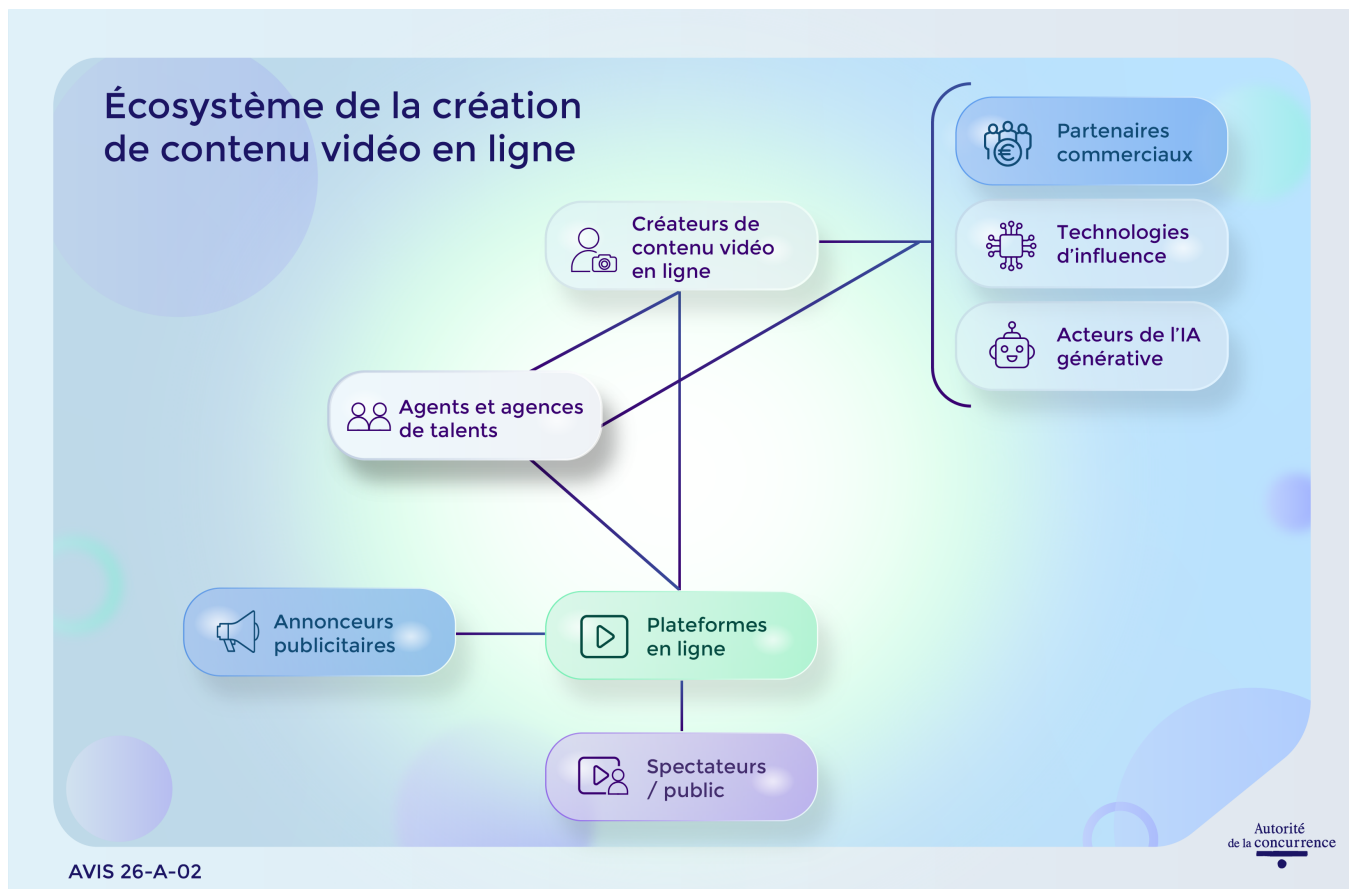 Écosystème de la création
de contenu vidéo en ligne
Partenaires
commerciaux
Créateurs de
contenu vidéo
en ligne
Technologies
d'influence
Acteurs de l'IA
générative
Agents et agences
de talents
Annonceurs
publicitaires
Plateformes
en ligne
Spectateurs
/ public
AVIS 26-A-02
Autorité
de la concurrence